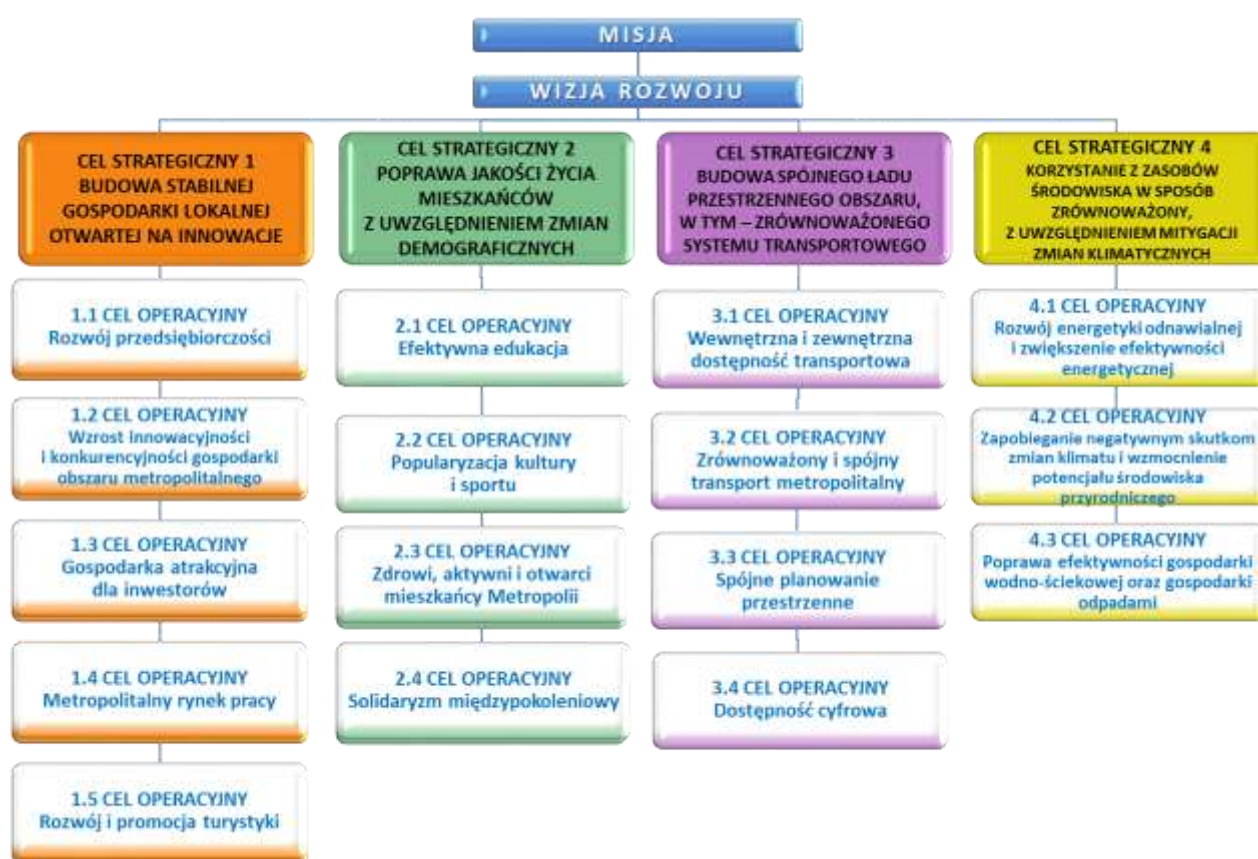 MISJA
WIZJA ROZWOJU
CEL STRATEGICZNY 1
BUDOWA STABILNEJ
GOSPODARKI LOKALNEJ
OTWARTEJ NA INNOWACJE
1.1 CEL OPERACYJNY
Rozwój przedsiębiorczości
1.2 CEL OPERACYJNY
Wzrost innowacyjności
i konkurencyjności gospodarki
obszaru metropolitalnego
1.3 CEL OPERACYJNY
Gospodarka atrakcyjna
dla inwestorów
1.4 CEL OPERACYJNY
Metropolitalny rynek pracy
1.5 CEL OPERACYJNY
Rozwój i promocja turystyki
CEL STRATEGICZNY 2
POPRAWA JAKOŚCI ŻYCIA
MIESZKAŃCÓW
Z UWZGLĘDNIENIEM ZMIAN
DEMOGRAFICZNYCH
2.1 CEL OPERACYJNY
Efektywna edukacja
2.2 CEL OPERACYJNY
Popularyzacja kultury
i sportu
2.3 CEL OPERACYJNY
Zdrowi, aktywni i otwarci
mieszkańcy Metropolii
2.4 CEL OPERACYJNY
Solidaryzm międzypokoleniowy
CEL STRATEGICZNY 3
BUDOWA SPÓJNEGO ŁADU
PRZESTRZENNEGO OBSZARU,
W TYM – ZRÓWNOWAŻONEGO
SYSTEMU TRANSPORTOWEGO
3.1 CEL OPERACYJNY
Wewnętrzna i zewnętrzna
dostępność transportowa
3.2 CEL OPERACYJNY
Zrównoważony i spójny
transport metropolitalny
3.3 CEL OPERACYJNY
Spójne planowanie
przestrzenne
3.4 CEL OPERACYJNY
Dostępność cyfrowa
CEL STRATEGICZNY 4
KORZYSTANIE Z ZASOBÓW
ŚRODOWISKA W SPOSÓB
ZRÓWNOWAŻONY,
Z UWZGLĘDNIENIEM MITYGACJI
ZMIAN KLIMATYCZNYCH
4.1 CEL OPERACYJNY
Rozwój energetyki odnawialnej
i zwiększenie efektywności
energetycznej
4.2 CEL OPERACYJNY
Zapobieganie negatywnym skutkom
zmian klimatu i wzmocnienie
potencjału środowiska
przyrodniczego
4.3 CEL OPERACYJNY
Poprawa efektywności gospodarki
wodno-ściekowej oraz gospodarki
odpadami